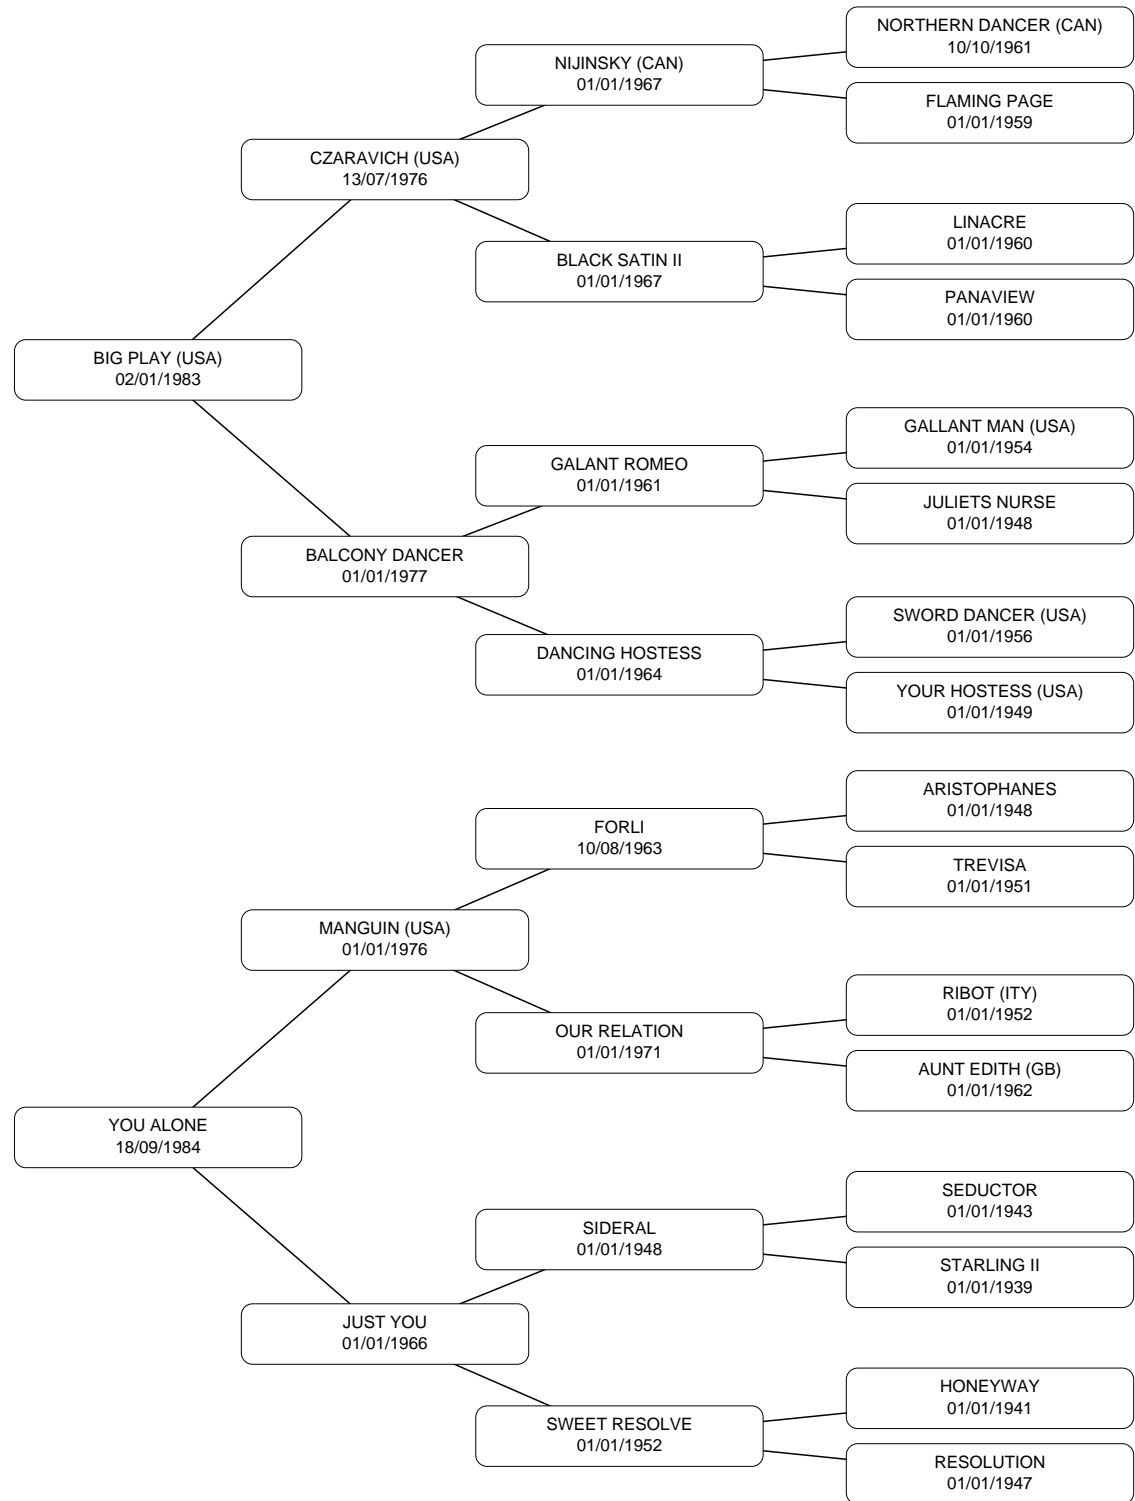 NORTHERN DANCER (CAN)
10/10/1961
NIJINSKY (CAN)
01/01/1967
FLAMING PAGE
01/01/1959
CZARAVICH (USA)
13/07/1976
LINACRE
01/01/1960
BLACK SATIN II
01/01/1967
PANAVIEW
01/01/1960
BIG PLAY (USA)
02/01/1983
GALLANT MAN (USA)
01/01/1954
GALANT ROMEO
01/01/1961
JULIETS NURSE
01/01/1948
BALCONY DANCER
01/01/1977
SWORD DANCER (USA)
01/01/1956
DANCING HOSTESS
01/01/1964
YOUR HOSTESS (USA)
01/01/1949
ARISTOPHANES
01/01/1948
FORLI
10/08/1963
TREVISA
01/01/1951
MANGUIN (USA)
01/01/1976
RIBOT (ITY)
01/01/1952
OUR RELATION
01/01/1971
AUNT EDITH (GB)
01/01/1962
YOU ALONE
18/09/1984
SEDUCTOR
01/01/1943
SIDERAL
01/01/1948
STARLING II
01/01/1939
JUST YOU
01/01/1966
HONEYWAY
01/01/1941
SWEET RESOLVE
01/01/1952
RESOLUTION
01/01/1947